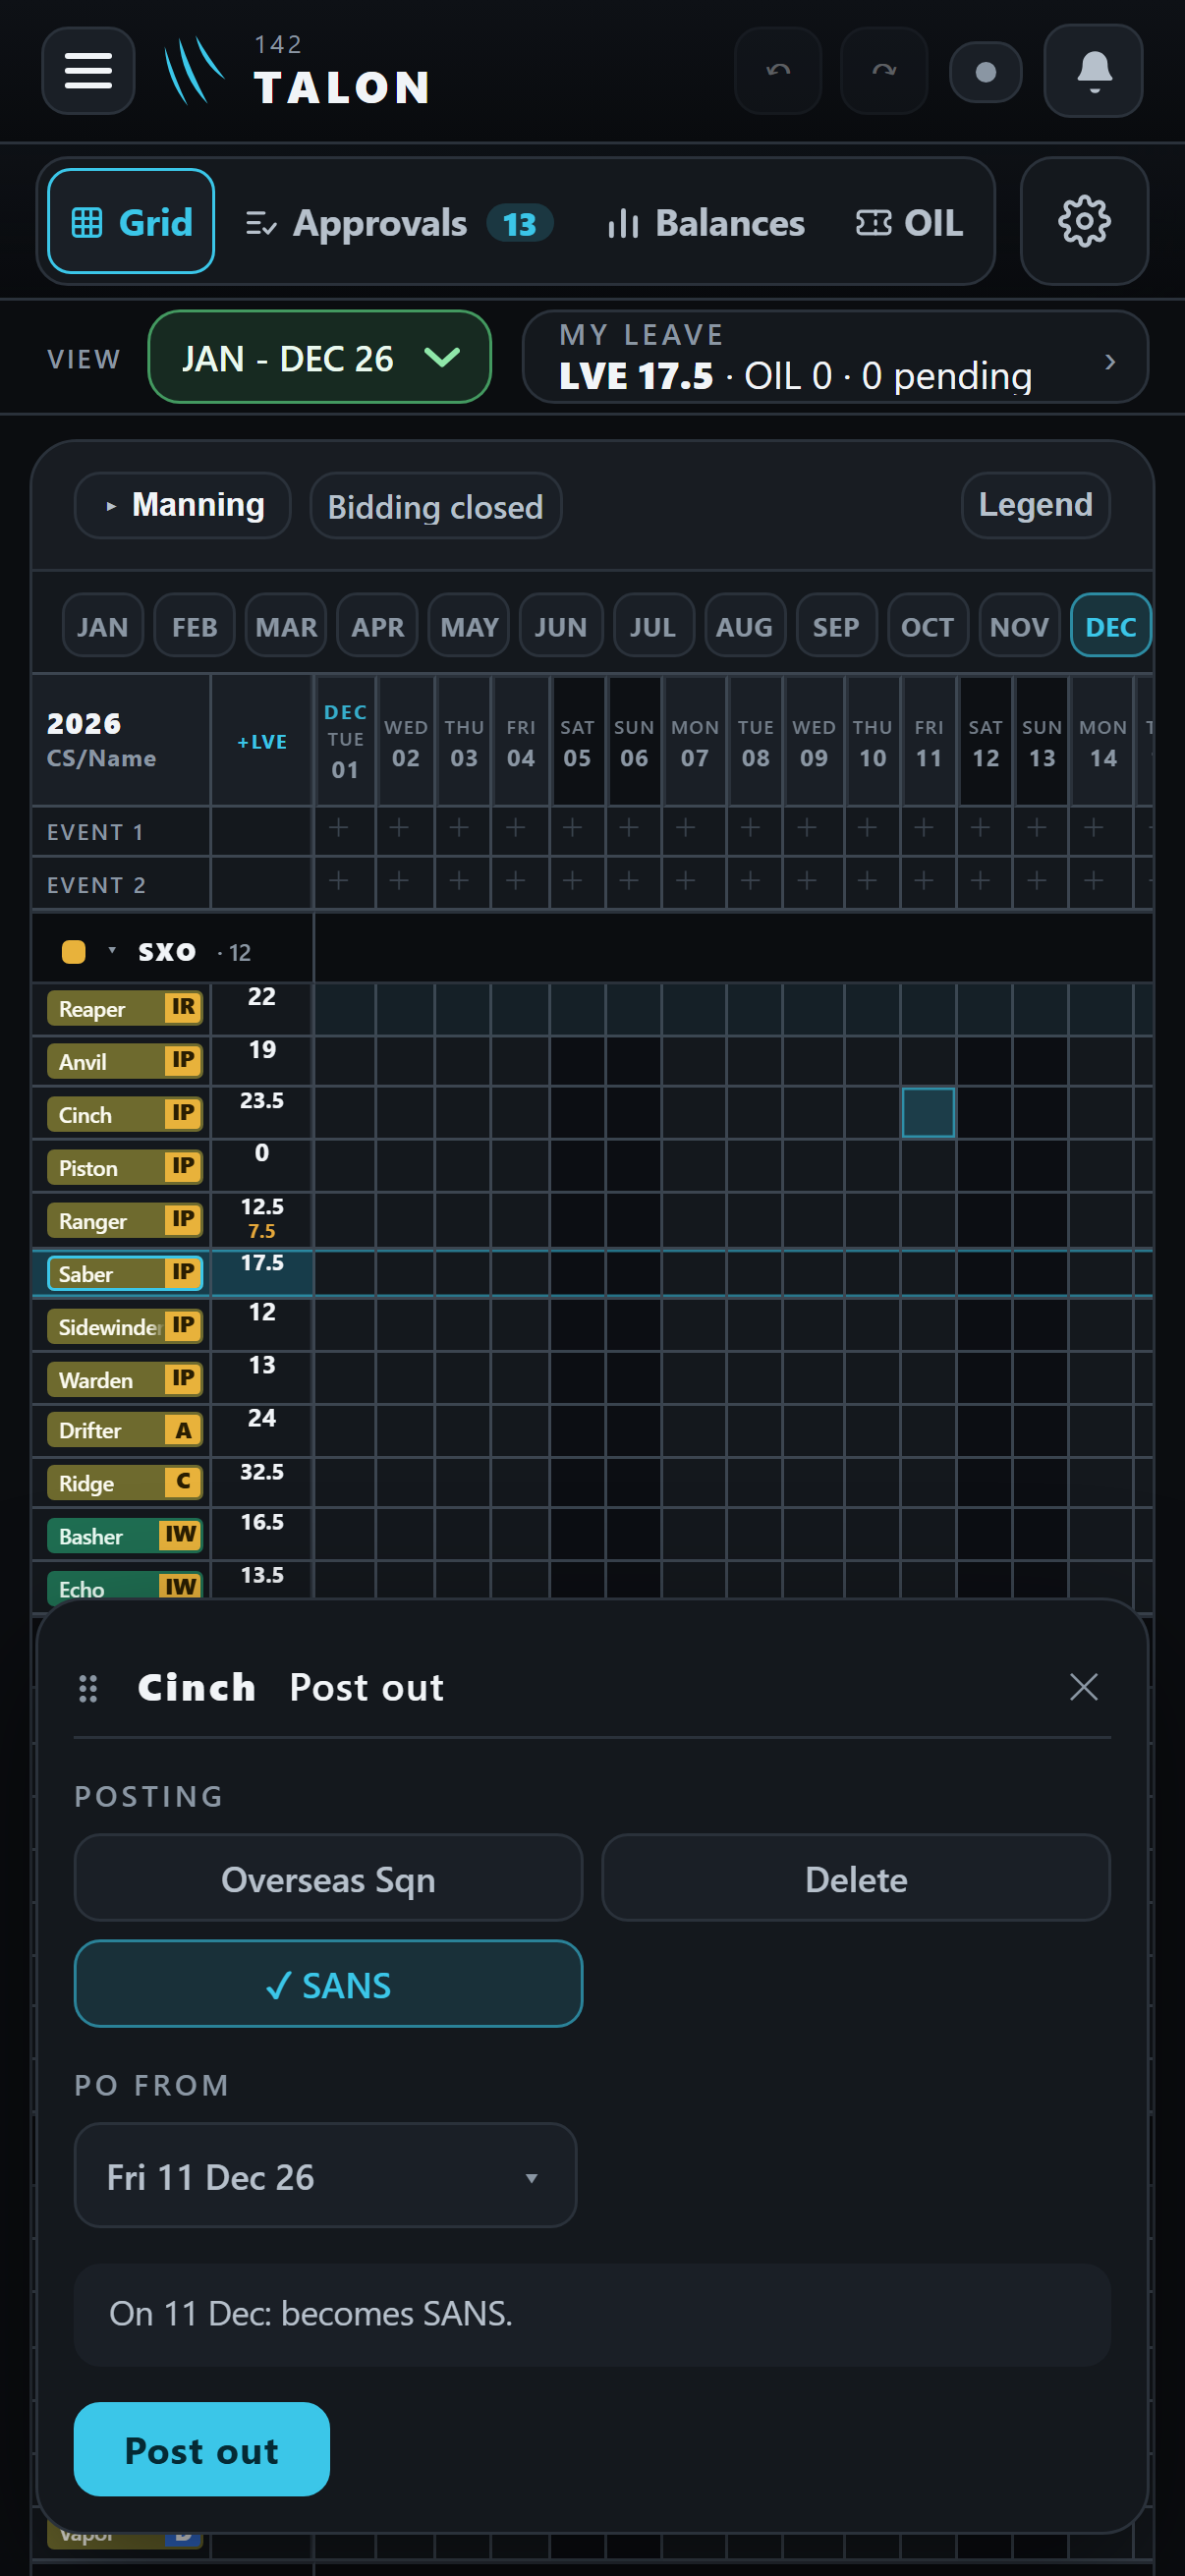 142
TALON
Grid
Approvals 13
Balances
OIL
VIEW
JAN - DEC 26
MY LEAVE
LVE 17.5 · OIL 0 · 0 pending
Manning
Bidding closed
Legend
JAN FEB MAR APR MAY JUN JUL AUG SEP OCT NOV DEC
2026
CS/Name
+LVE
DEC TUE 01
WED 02
THU 03
FRI 04
SAT 05
SUN 06
MON 07
TUE 08
WED 09
THU 10
FRI 11
SAT 12
SUN 13
MON 14
EVENT 1
EVENT 2
SXO · 12
Reaper IR 22
Anvil IP 19
Cinch IP 23.5
Piston IP 0
Ranger IP 12.5
7.5
Saber IP 17.5
Sidewinder IP 12
Warden IP 13
Drifter A 24
Ridge C 32.5
Basher IW 16.5
Echo IW 13.5
Cinch Post out
POSTING
Overseas Sqn
Delete
✓ SANS
PO FROM
Fri 11 Dec 26
On 11 Dec: becomes SANS.
Post out